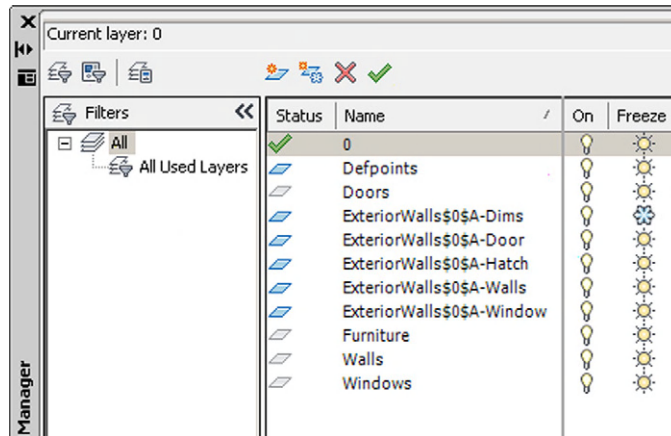 Current layer: 0
Filters
Status Name On Freeze
All
0
All Used Layers
Defpoints
Doors
ExteriorWalls$0$A-Dims
ExteriorWalls$0$A-Door
ExteriorWalls$0$A-Hatch
ExteriorWalls$0$A-Walls
ExteriorWalls$0$A-Window
Furniture
Walls
Windows
Manager